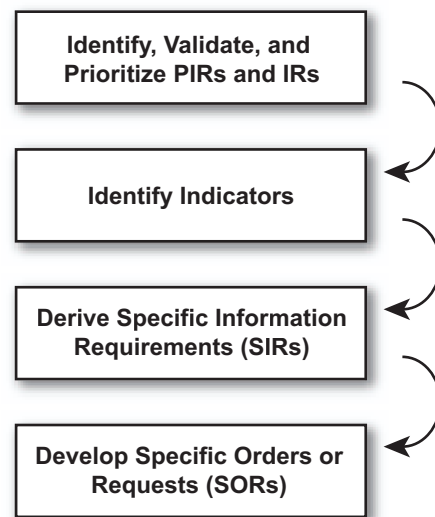 Identify, Validate, and
Prioritize PIRs and IRs
Identify Indicators
Derive Specific Information
Requirements (SIRs)
Develop Specific Orders or
Requests (SORs)